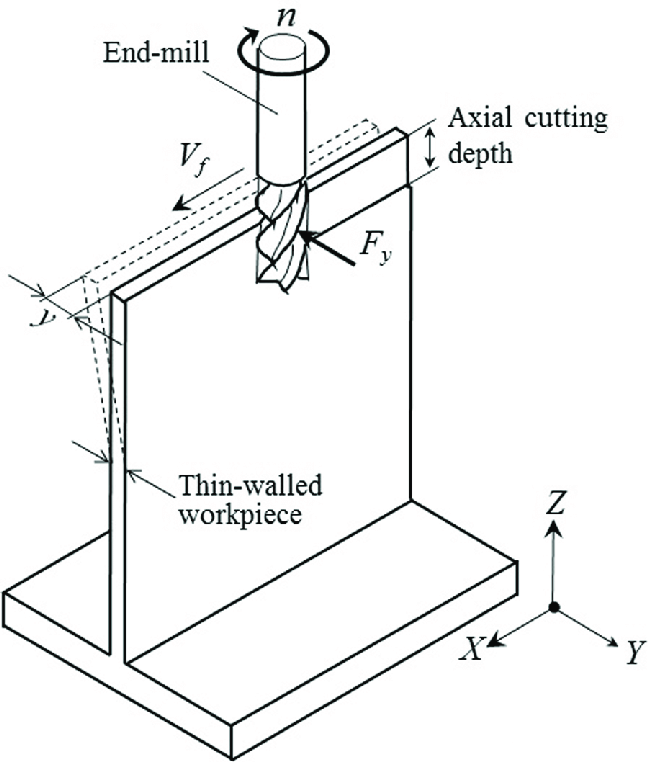 n
End-mill
Axial cutting
depth
V_f
F_y
y
Thin-walled
workpiece
Z
X
Y